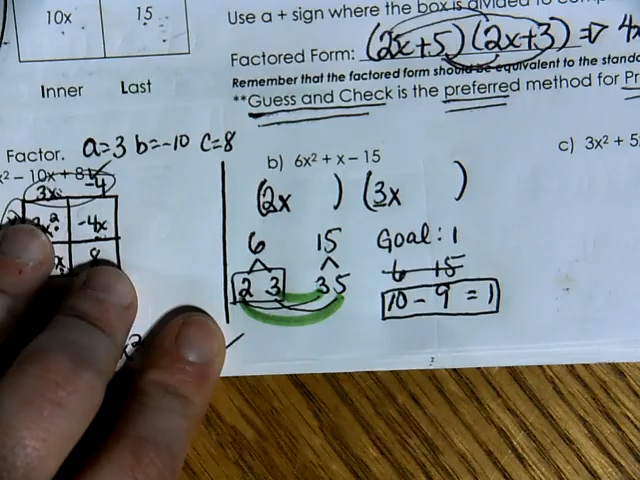 10x 15
Use a + sign where the box is divided to
Factored Form: (2x+5)(2x+3) => 4x
Remember that the factored form should be equivalent to the
Inner Last
**Guess and Check is the preferred method for
Factor. a=3 b=-10 c=8
- 10x + 8
3x -4
-4x
8
b) 6x² + x - 15
(2x ) (3x )
6 15 Goal: 1
6 15
2 3 3 5
10 - 9 = 1
c) 3x² + 5